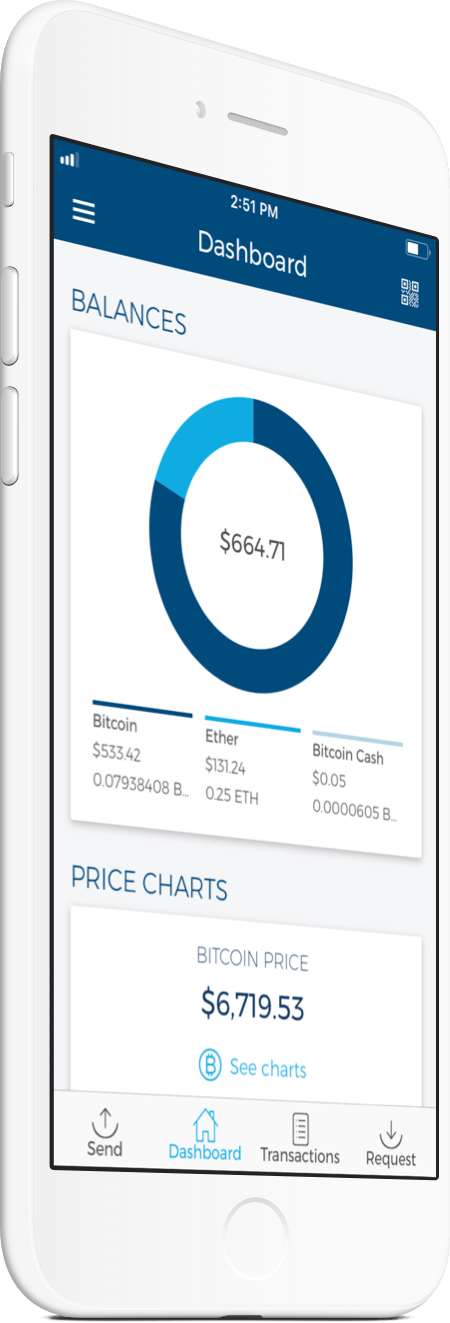 2:51 PM
Dashboard
BALANCES
$664.71
Bitcoin
$533.42
0.07938408 B...
Ether
$131.24
0.25 ETH
Bitcoin Cash
$0.05
0.0000605 B...
PRICE CHARTS
BITCOIN PRICE
$6,719.53
See charts
Send
Dashboard
Transactions
Request